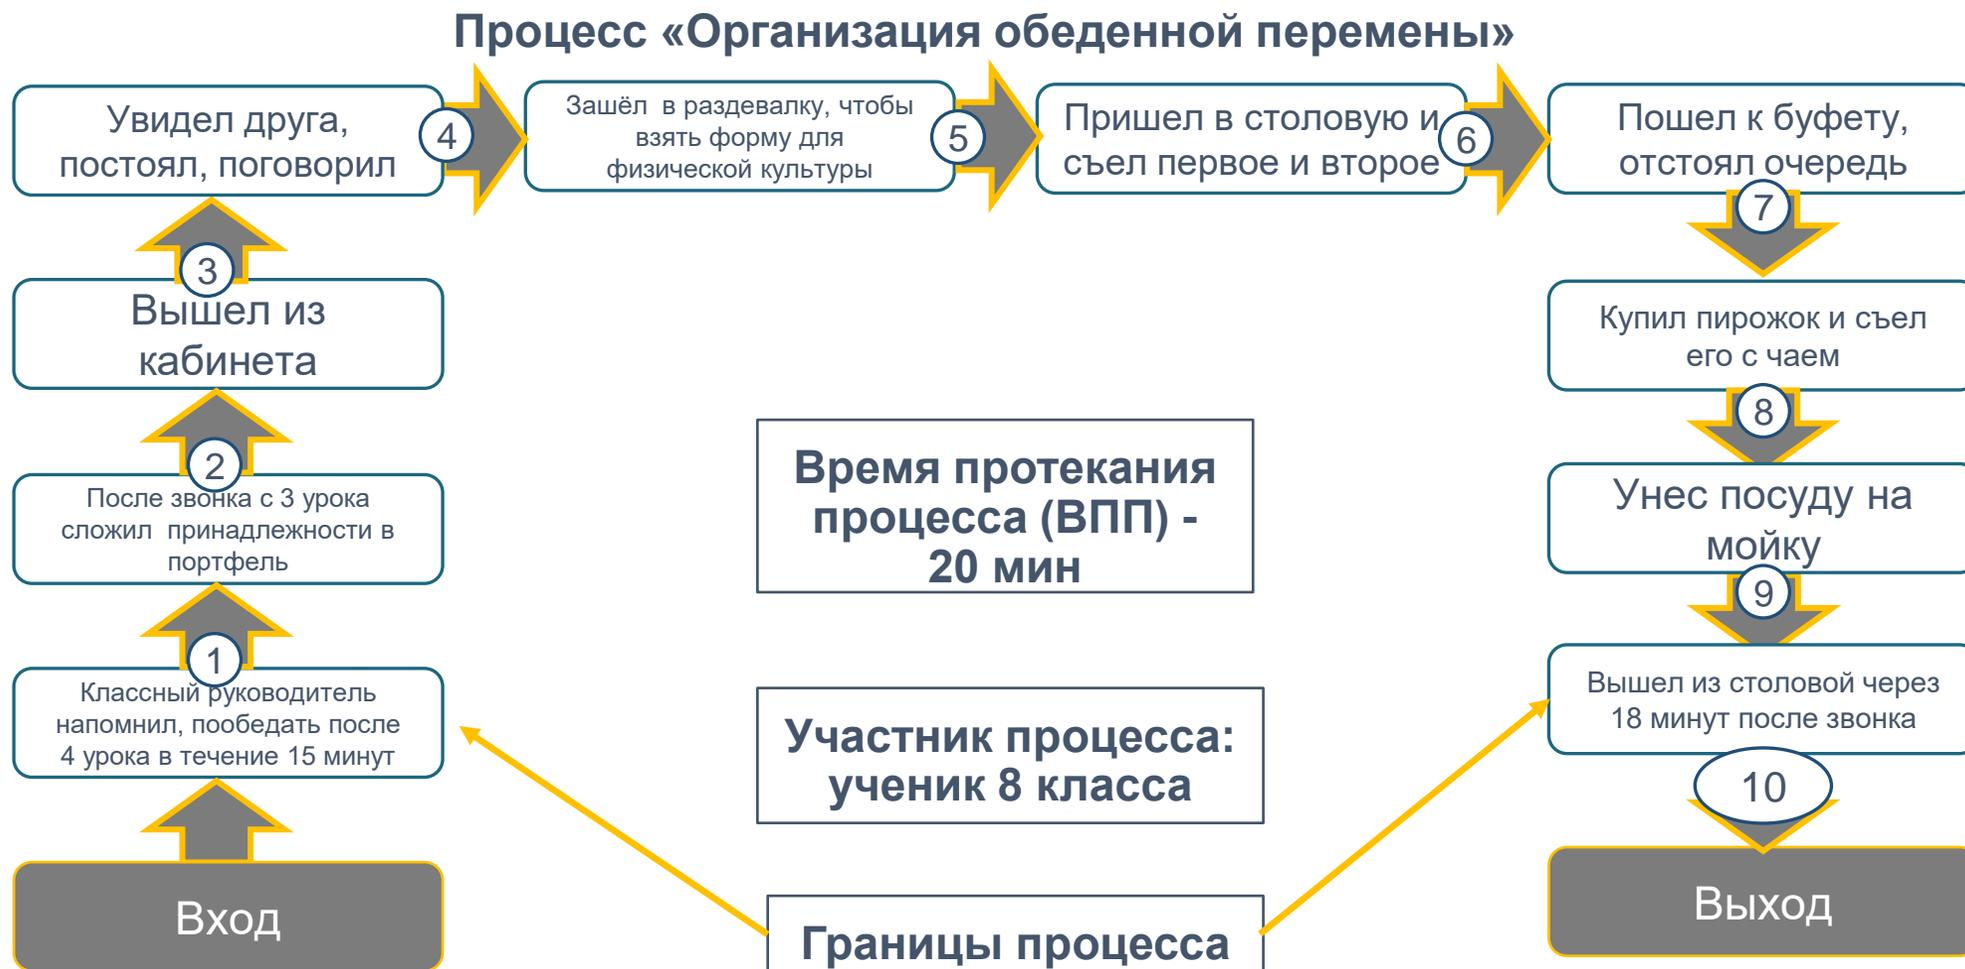 Процесс «Организация обеденной перемены»
Увидел друга,
постоял, поговорил
4
Зашёл в раздевалку, чтобы
взять форму для
физической культуры
5
Пришел в столовую и
съел первое и второе
6
Пошел к буфету,
отстоял очередь
7
3
Вышел из
кабинета
Купил пирожок и съел
его с чаем
8
2
После звонка с 3 урока
сложил принадлежности в
портфель
Время протекания
процесса (ВПП) -
20 мин
Унес посуду на
мойку
9
1
Классный руководитель
напомнил, пообедать после
4 урока в течение 15 минут
Участник процесса:
ученик 8 класса
Вышел из столовой через
18 минут после звонка
10
Вход
Границы процесса
Выход